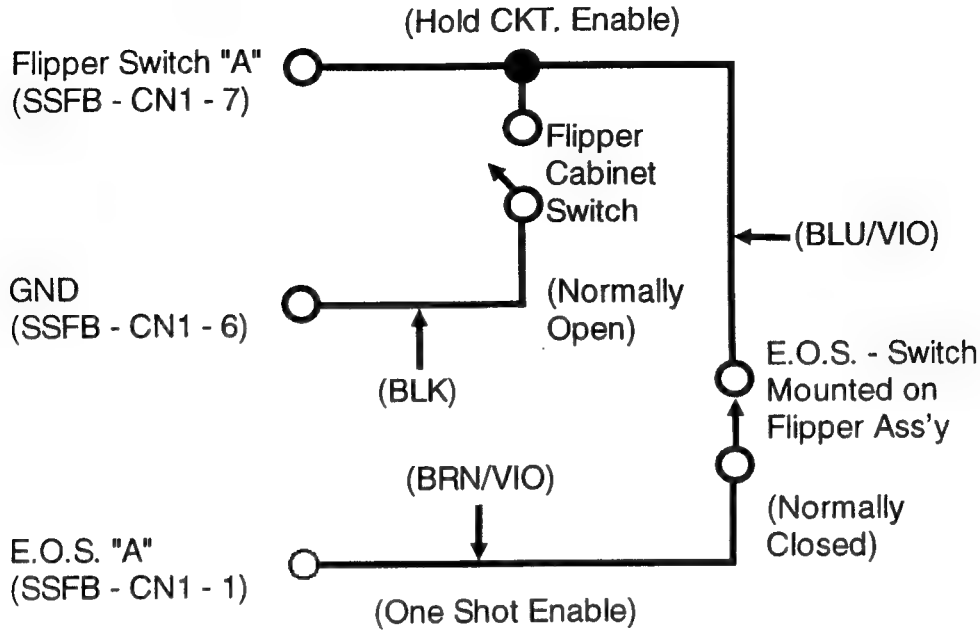 (Hold CKT. Enable)
Flipper Switch "A"
(SSFB - CN1 - 7)
Flipper
Cabinet
Switch
(BLU/VIO)
GND
(SSFB - CN1 - 6)
(Normally
Open)
(BLK)
E.O.S. - Switch
Mounted on
Flipper Ass'y
(BRN/VIO)
(Normally
Closed)
E.O.S. "A"
(SSFB - CN1 - 1)
(One Shot Enable)